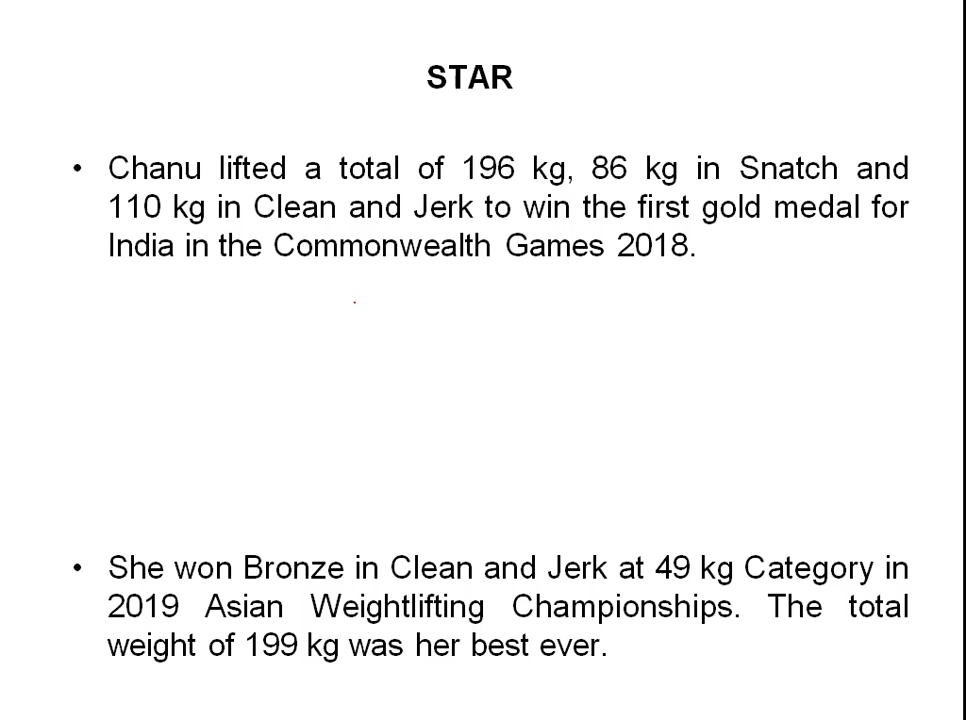 STAR
• Chanu lifted a total of 196 kg, 86 kg in Snatch and
110 kg in Clean and Jerk to win the first gold medal for
India in the Commonwealth Games 2018.
• She won Bronze in Clean and Jerk at 49 kg Category in
2019 Asian Weightlifting Championships. The total
weight of 199 kg was her best ever.